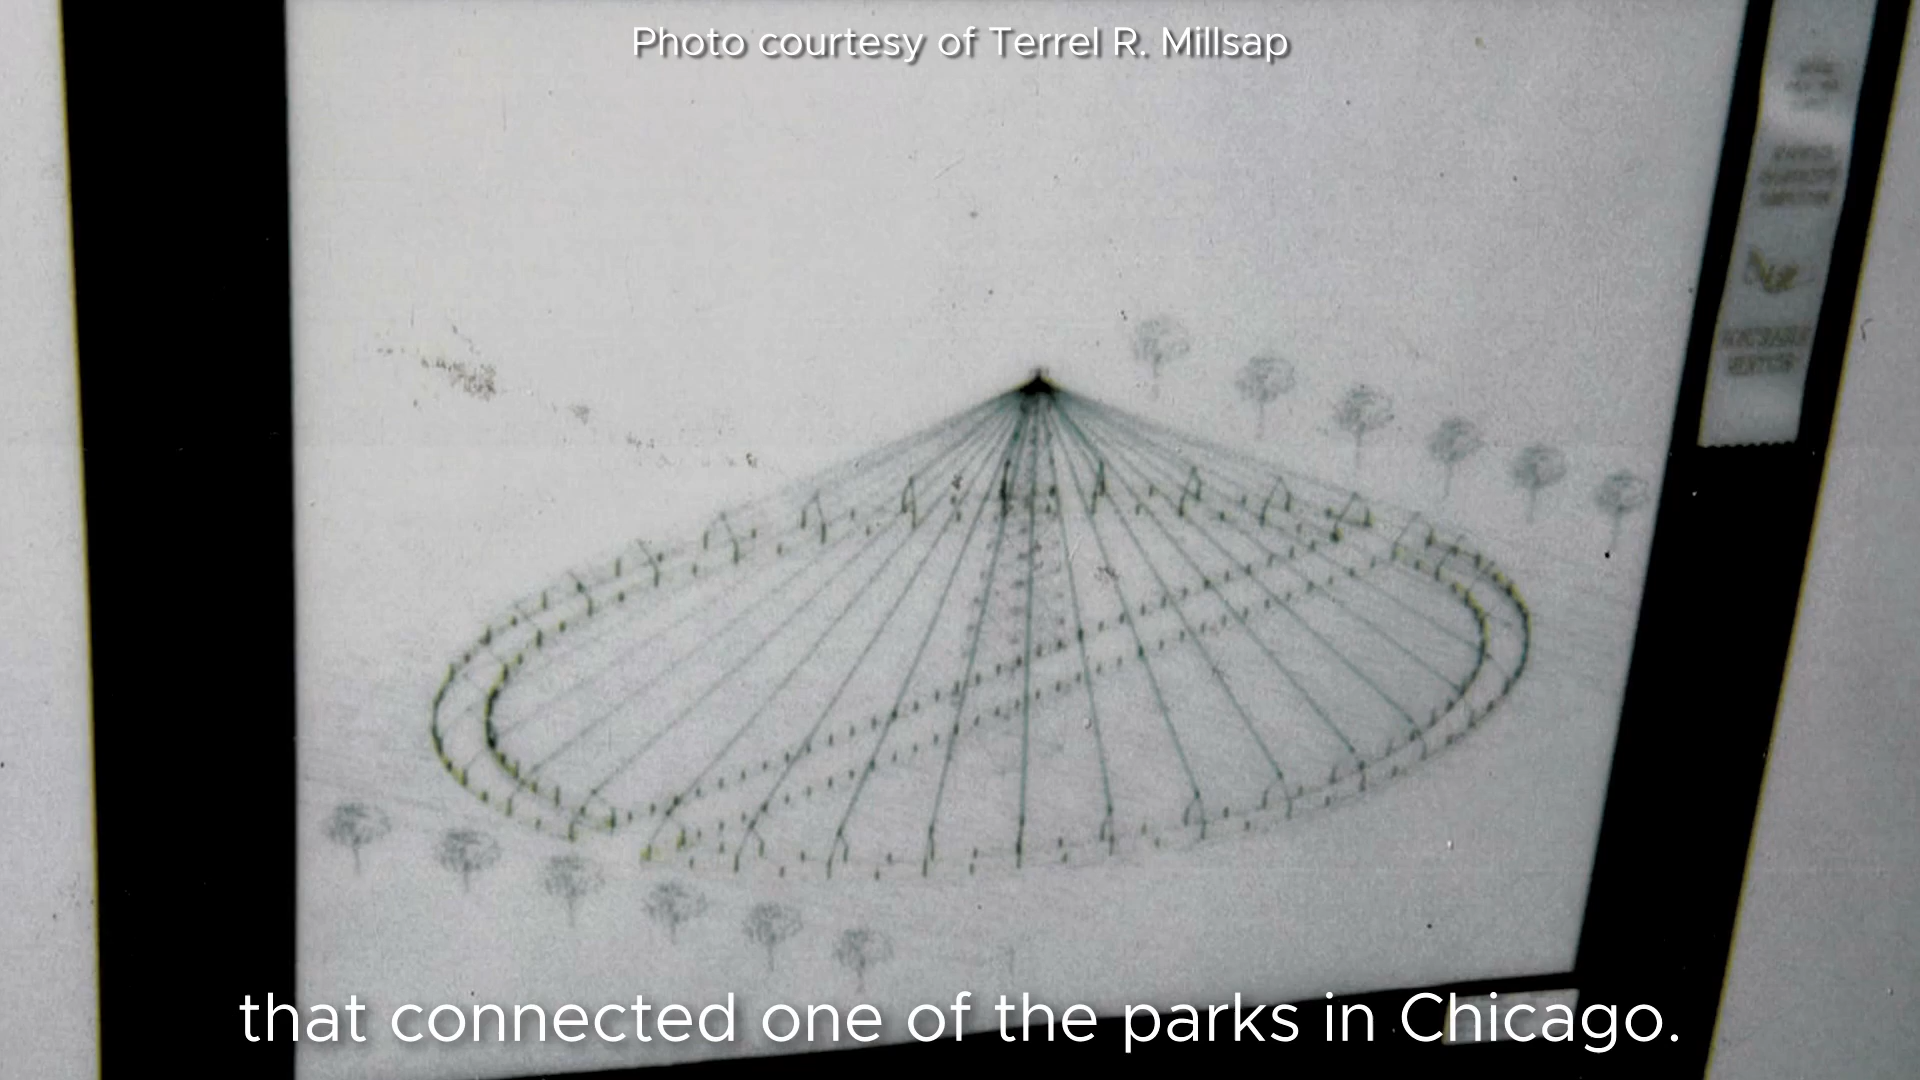 Photo courtesy of Terrel R. Millsap
that connected one of the parks in Chicago.